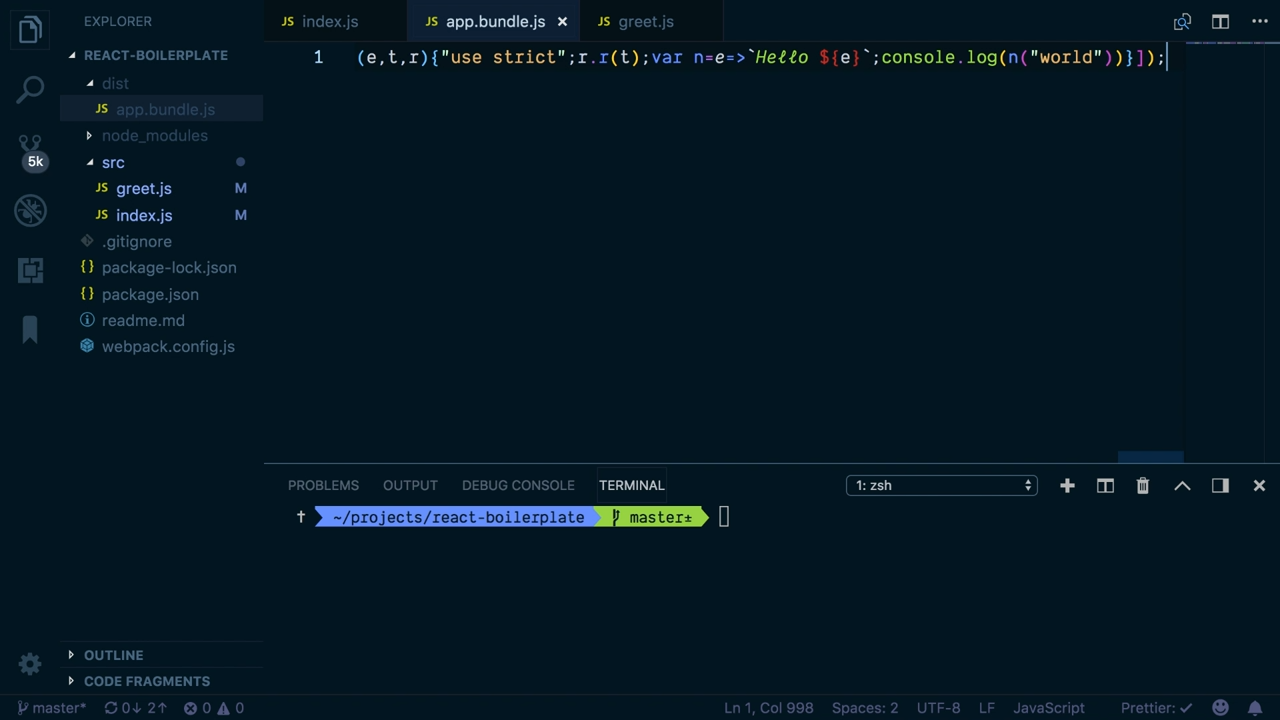 EXPLORER
REACT-BOILERPLATE
dist
JS app.bundle.js
node_modules
src
JS greet.js M
JS index.js M
.gitignore
{} package-lock.json
{} package.json
readme.md
webpack.config.js
5k
OUTLINE
CODE FRAGMENTS
JS index.js JS app.bundle.js × JS greet.js
1 (e,t,r){"use strict";r.r(t);var n=e=>`Hello ${e}`;console.log(n("world"))}]);
PROBLEMS OUTPUT DEBUG CONSOLE TERMINAL 1: zsh
† ~/projects/react-boilerplate master±
master* 0↓ 2↑ 0 0 Ln 1, Col 998 Spaces: 2 UTF-8 LF JavaScript Prettier: ✓